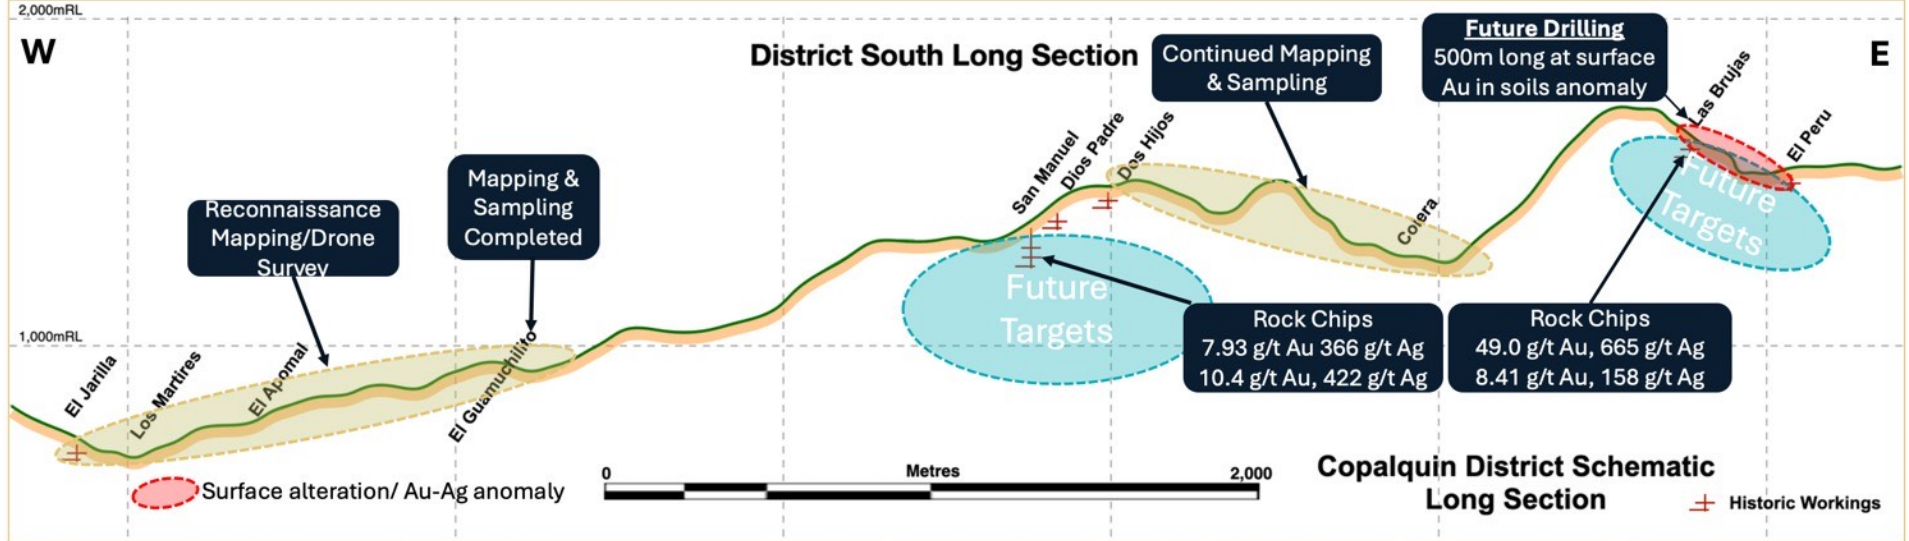 2,000mRL
W
District South Long Section
E
Continued Mapping
& Sampling
Future Drilling
500m long at surface
Au in soils anomaly
Las Brujas
El Peru
Mapping &
Sampling
Completed
Reconnaissance
Mapping/Drone
Survey
San Manuel
Dios Padre
Dos Hijos
Colera
Future
Targets
Future
Targets
1,000mRL
El Jarilla
Los Martires
El Apomal
El Guamuchilito
Rock Chips
7.93 g/t Au 366 g/t Ag
10.4 g/t Au, 422 g/t Ag
Rock Chips
49.0 g/t Au, 665 g/t Ag
8.41 g/t Au, 158 g/t Ag
Surface alteration/ Au-Ag anomaly
0
Metres
2,000
Copalquin District Schematic
Long Section
Historic Workings